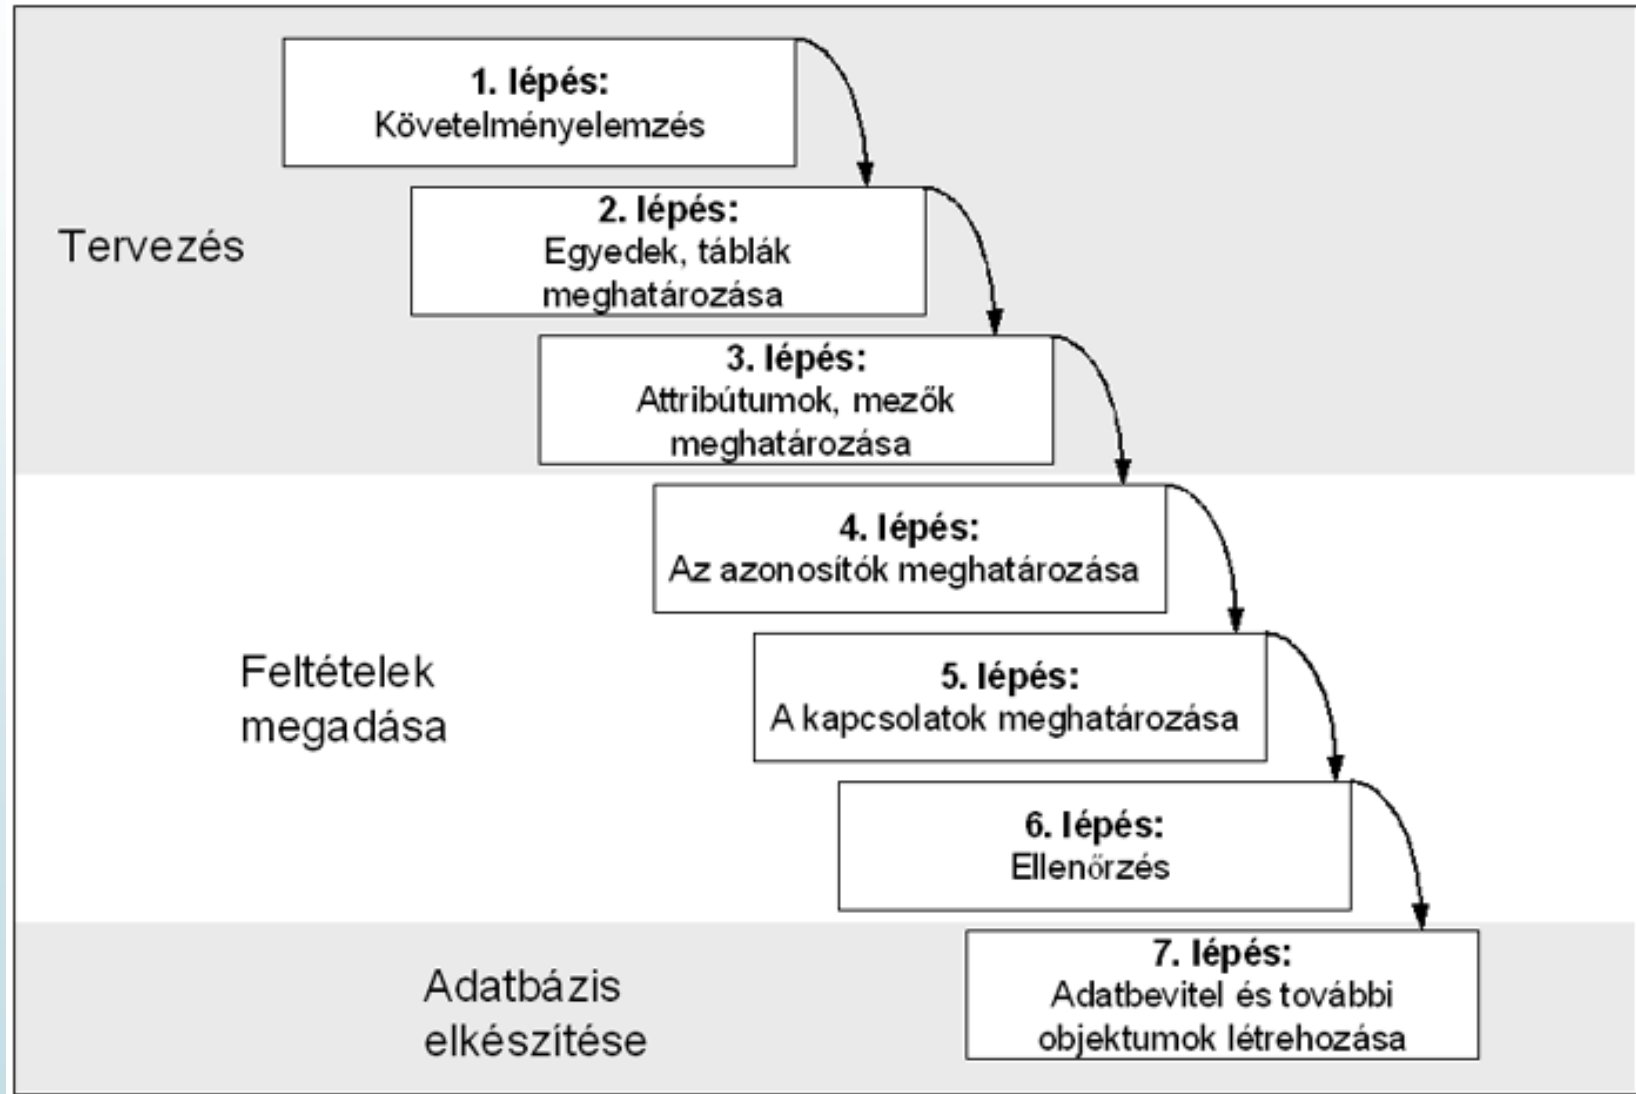 1. lépés:
Követelményelemzés
2. lépés:
Egyedek, táblák
meghatározása
Tervezés
3. lépés:
Attribútumok, mezők
meghatározása
4. lépés:
Az azonosítók meghatározása
Feltételek
megadása
5. lépés:
A kapcsolatok meghatározása
6. lépés:
Ellenőrzés
Adatbázis
elkészítése
7. lépés:
Adatbevitel és további
objektumok létrehozása